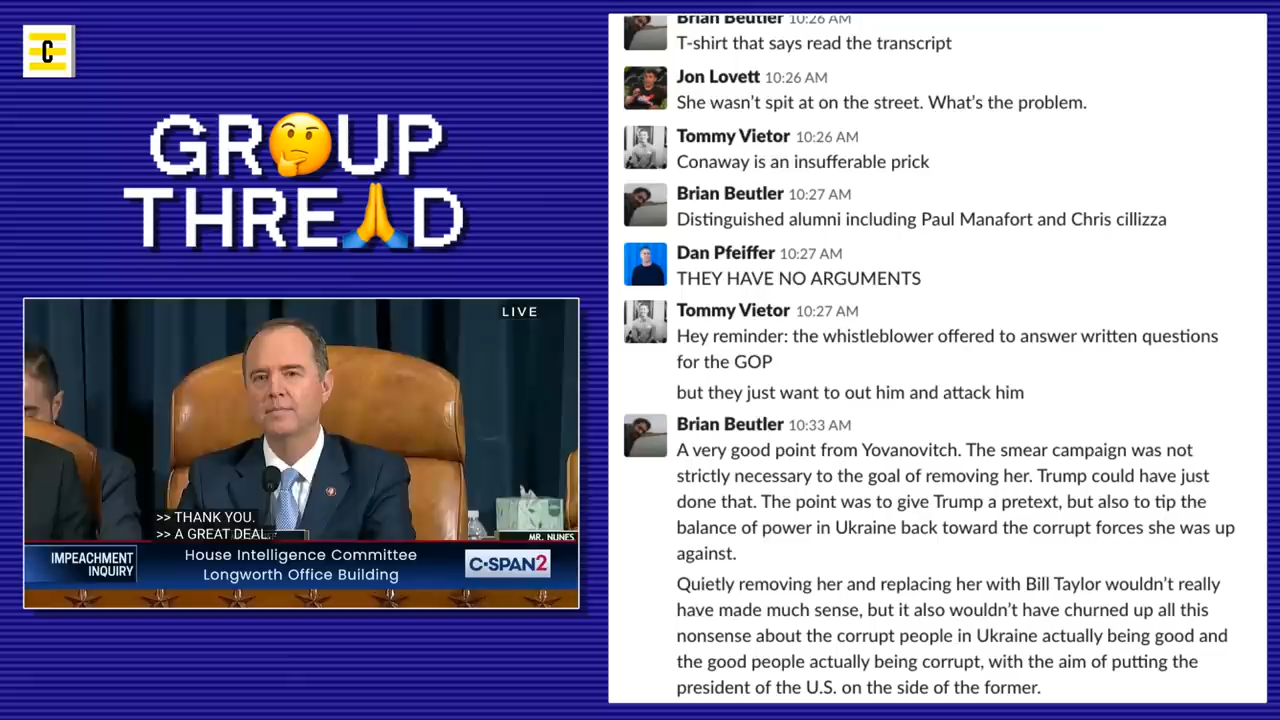 C
GR🤔UP
THRE🙏D
LIVE
>> THANK YOU.
>> A GREAT DEAL...
MR. NUNES
IMPEACHMENT
INQUIRY
House Intelligence Committee
Longworth Office Building
C-SPAN2
Brian Beutler 10:26 AM
T-shirt that says read the transcript
Jon Lovett 10:26 AM
She wasn't spit at on the street. What's the problem.
Tommy Vietor 10:26 AM
Conaway is an insufferable prick
Brian Beutler 10:27 AM
Distinguished alumni including Paul Manafort and Chris cillizza
Dan Pfeiffer 10:27 AM
THEY HAVE NO ARGUMENTS
Tommy Vietor 10:27 AM
Hey reminder: the whistleblower offered to answer written questions
for the GOP
but they just want to out him and attack him
Brian Beutler 10:33 AM
A very good point from Yovanovitch. The smear campaign was not
strictly necessary to the goal of removing her. Trump could have just
done that. The point was to give Trump a pretext, but also to tip the
balance of power in Ukraine back toward the corrupt forces she was up
against.
Quietly removing her and replacing her with Bill Taylor wouldn't really
have made much sense, but it also wouldn't have churned up all this
nonsense about the corrupt people in Ukraine actually being good and
the good people actually being corrupt, with the aim of putting the
president of the U.S. on the side of the former.